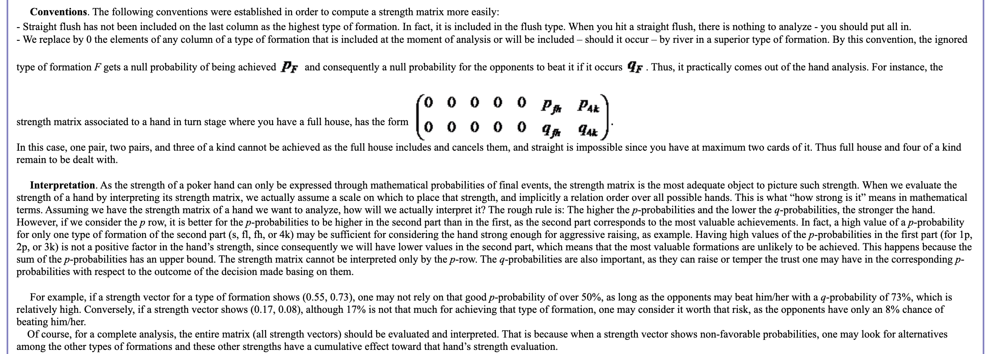 Conventions. The following conventions were established in order to compute a strength matrix more easily:
- Straight flush has not been included on the last column as the highest type of formation. In fact, it is included in the flush type. When you hit a straight flush, there is nothing to analyze - you should put all in.
- We replace by 0 the elements of any column of a type of formation that is included at the moment of analysis or will be included – should it occur – by river in a superior type of formation. By this convention, the ignored
type of formation F gets a null probability of being achieved p_F and consequently a null probability for the opponents to beat it if it occurs q_F . Thus, it practically comes out of the hand analysis. For instance, the
0 0 0 0 0 p_fh p_4k
strength matrix associated to a hand in turn stage where you have a full house, has the form
0 0 0 0 0 q_fh q_4k .
In this case, one pair, two pairs, and three of a kind cannot be achieved as the full house includes and cancels them, and straight is impossible since you have at maximum two cards of it. Thus full house and four of a kind
remain to be dealt with.
Interpretation. As the strength of a poker hand can only be expressed through mathematical probabilities of final events, the strength matrix is the most adequate object to picture such strength. When we evaluate the
strength of a hand by interpreting its strength matrix, we actually assume a scale on which to place that strength, and implicitly a relation order over all possible hands. This is what “how strong is it” means in mathematical
terms. Assuming we have the strength matrix of a hand we want to analyze, how will we actually interpret it? The rough rule is: The higher the p-probabilities and the lower the q-probabilities, the stronger the hand.
However, if we consider the p row, it is better for the p-probabilities to be higher in the second part than in the first, as the second part corresponds to the most valuable achievements. In fact, a high value of a p-probability
for only one type of formation of the second part (s, fl, fh, or 4k) may be sufficient for considering the hand strong enough for aggressive raising, as example. Having high values of the p-probabilities in the first part (for 1p,
2p, or 3k) is not a positive factor in the hand’s strength, since consequently we will have lower values in the second part, which means that the most valuable formations are unlikely to be achieved. This happens because the
sum of the p-probabilities has an upper bound. The strength matrix cannot be interpreted only by the p-row. The q-probabilities are also important, as they can raise or temper the trust one may have in the corresponding p-
probabilities with respect to the outcome of the decision made basing on them.
For example, if a strength vector for a type of formation shows (0.55, 0.73), one may not rely on that good p-probability of over 50%, as long as the opponents may beat him/her with a q-probability of 73%, which is
relatively high. Conversely, if a strength vector shows (0.17, 0.08), although 17% is not that much for achieving that type of formation, one may consider it worth that risk, as the opponents have only an 8% chance of
beating him/her.
Of course, for a complete analysis, the entire matrix (all strength vectors) should be evaluated and interpreted. That is because when a strength vector shows non-favorable probabilities, one may look for alternatives
among the other types of formations and these other strengths have a cumulative effect toward that hand’s strength evaluation.